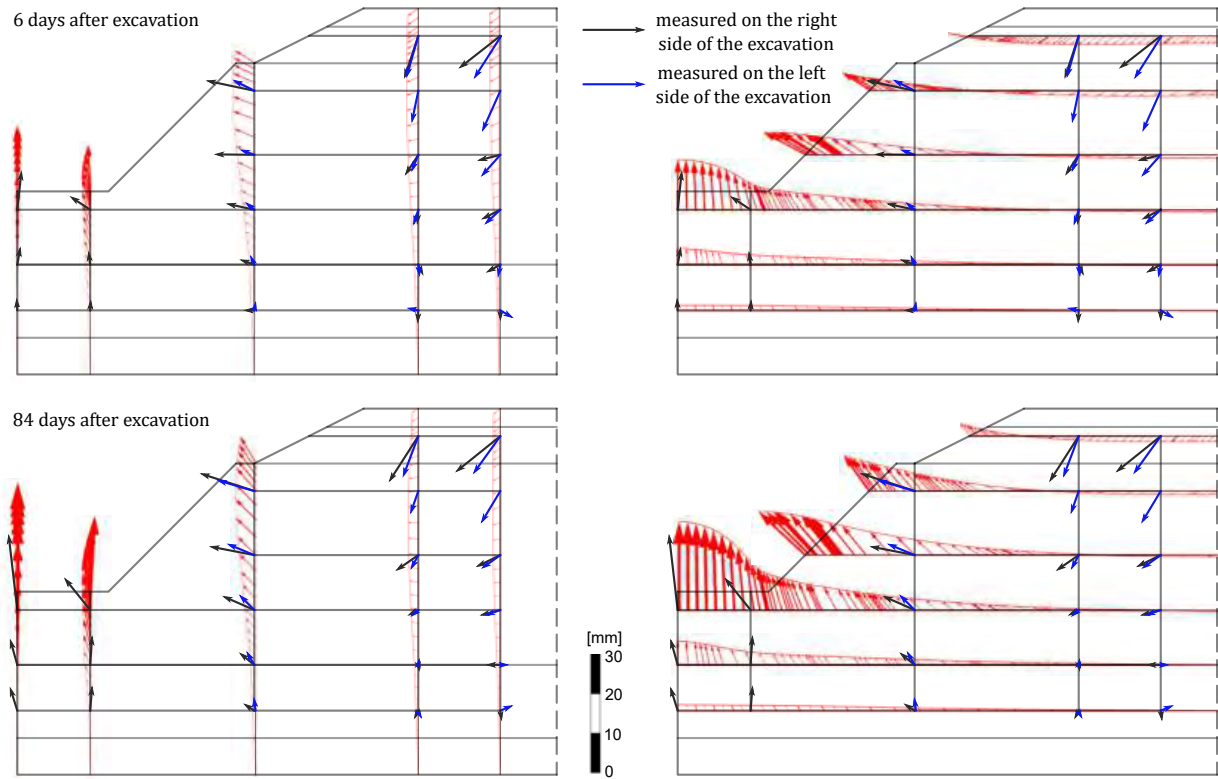 6 days after excavation
measured on the right
side of the excavation
measured on the left
side of the excavation
84 days after excavation
[mm]
30
20
10
0